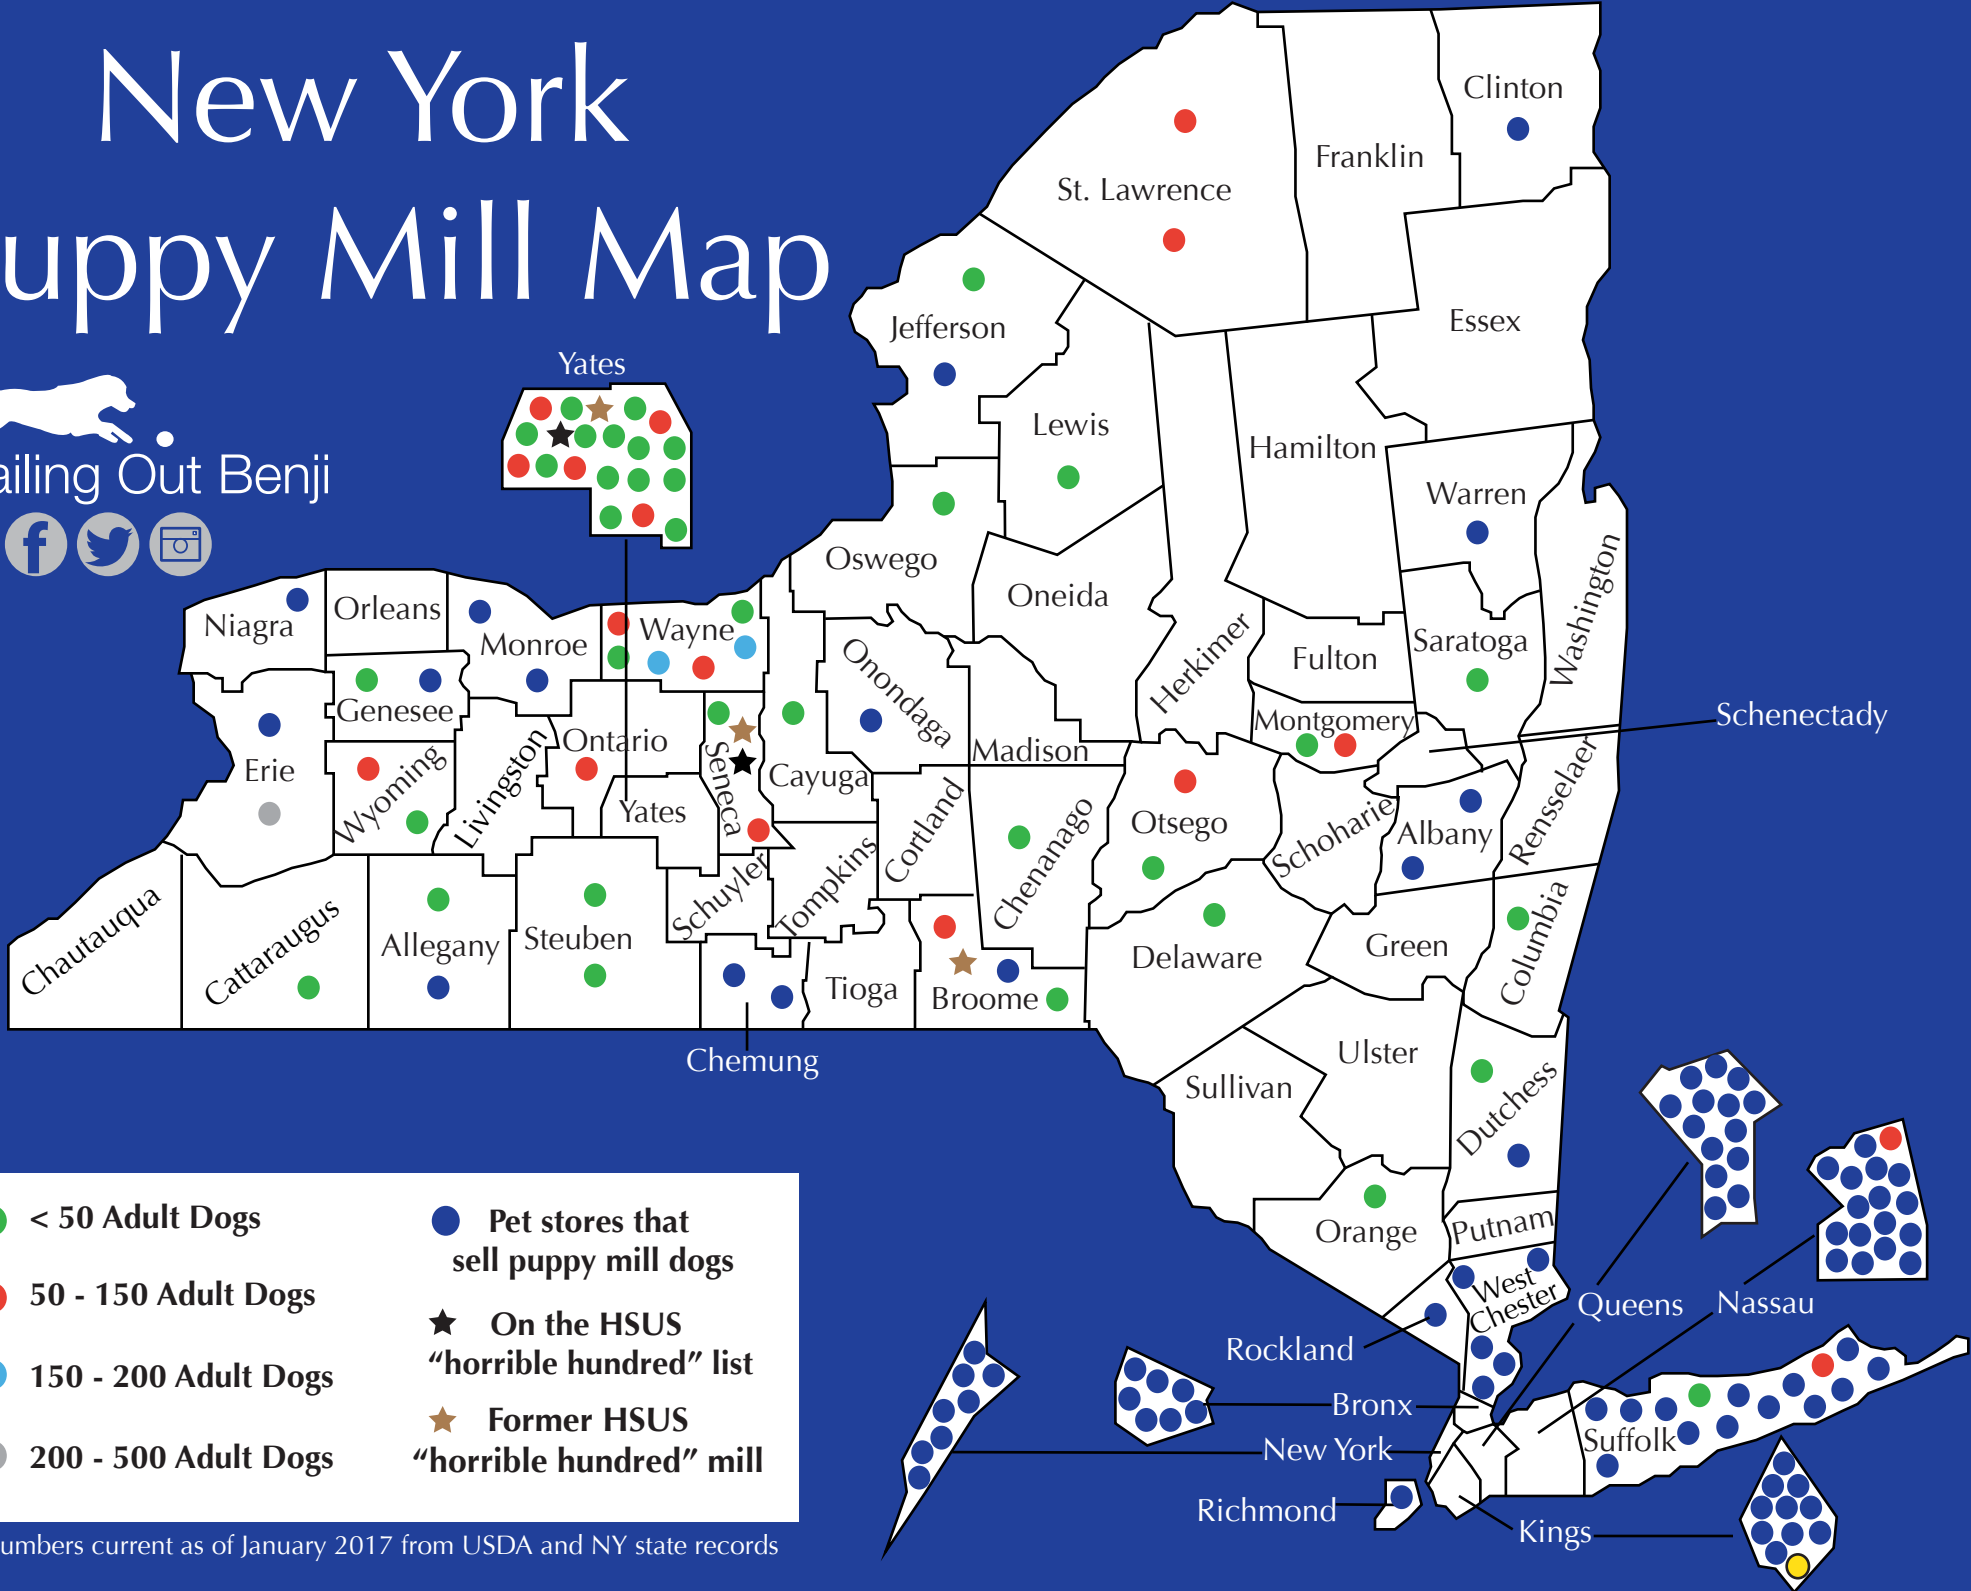 New York
uppy Mill Map
ailing Out Benji
Yates
Clinton
Franklin
St. Lawrence
Essex
Jefferson
Lewis
Hamilton
Warren
Washington
Oswego
Oneida
Herkimer
Fulton
Saratoga
Niagra
Orleans
Monroe
Wayne
Onondaga
Genesee
Montgomery
Schenectady
Erie
Wyoming
Livingston
Ontario
Yates
Seneca
Cayuga
Madison
Otsego
Schoharie
Albany
Rensselaer
Cortland
Chenanago
Tompkins
Schuyler
Chautauqua
Cattaraugus
Allegany
Steuben
Chemung
Tioga
Broome
Delaware
Green
Columbia
Sullivan
Ulster
Dutchess
Orange
Putnam
West
Chester
Rockland
Bronx
New York
Richmond
Kings
Queens
Nassau
Suffolk
< 50 Adult Dogs
50 - 150 Adult Dogs
150 - 200 Adult Dogs
200 - 500 Adult Dogs
Pet stores that
sell puppy mill dogs
On the HSUS
“horrible hundred” list
Former HSUS
“horrible hundred” mill
umbers current as of January 2017 from USDA and NY state records